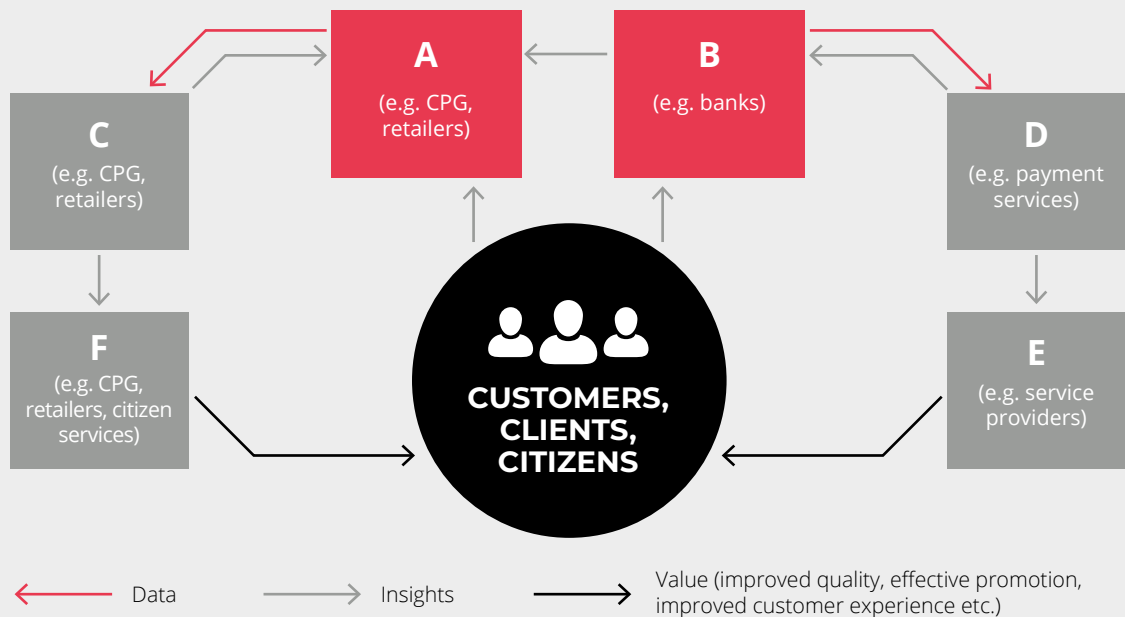 A
(e.g. CPG,
retailers)
B
(e.g. banks)
C
(e.g. CPG,
retailers)
D
(e.g. payment
services)
F
(e.g. CPG,
retailers, citizen
services)
E
(e.g. service
providers)
CUSTOMERS,
CLIENTS,
CITIZENS
Data
Insights
Value (improved quality, effective promotion,
improved customer experience etc.)